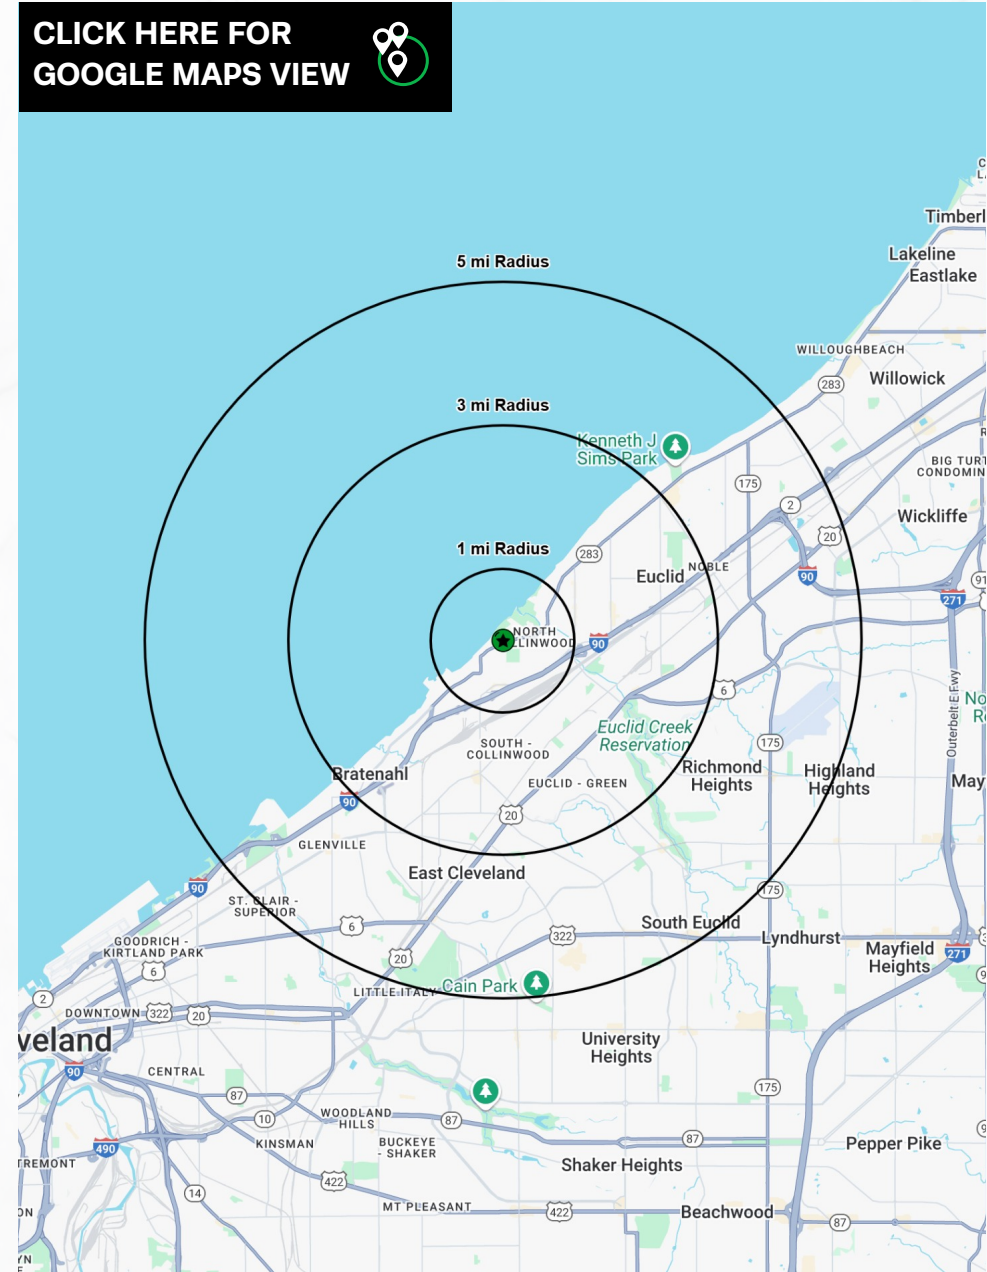 CLICK HERE FOR
GOOGLE MAPS VIEW
Lakeline
Eastlake
5 mi Radius
WILLOUGHBEACH
Willowick
283
3 mi Radius
Kenneth J
Sims Park
175
2
Wickliffe
20
1 mi Radius
283
NOBLE
Euclid
90
271
NORTH
90
6
Outerbelt E Fwy
Euclid Creek
Reservation
SOUTH -
COLLINWOOD
175
Richmond
Heights
Highland
Heights
Bratenahl
EUCLID - GREEN
90
20
GLENVILLE
East Cleveland
90
175
ST. CLAIR -
SUPERIOR
6
322
South Euclid
Lyndhurst
GOODRICH -
KIRTLAND PARK
6
20
Mayfield
Heights
271
LITTLE ITALY
Cain Park
2
DOWNTOWN
322
20
veland
University
Heights
90
CENTRAL
175
87
10
WOODLAND
HILLS
87
KINSMAN
BUCKEYE
- SHAKER
87
Pepper Pike
490
TREMONT
Shaker Heights
422
14
MT PLEASANT
422
Beachwood
87